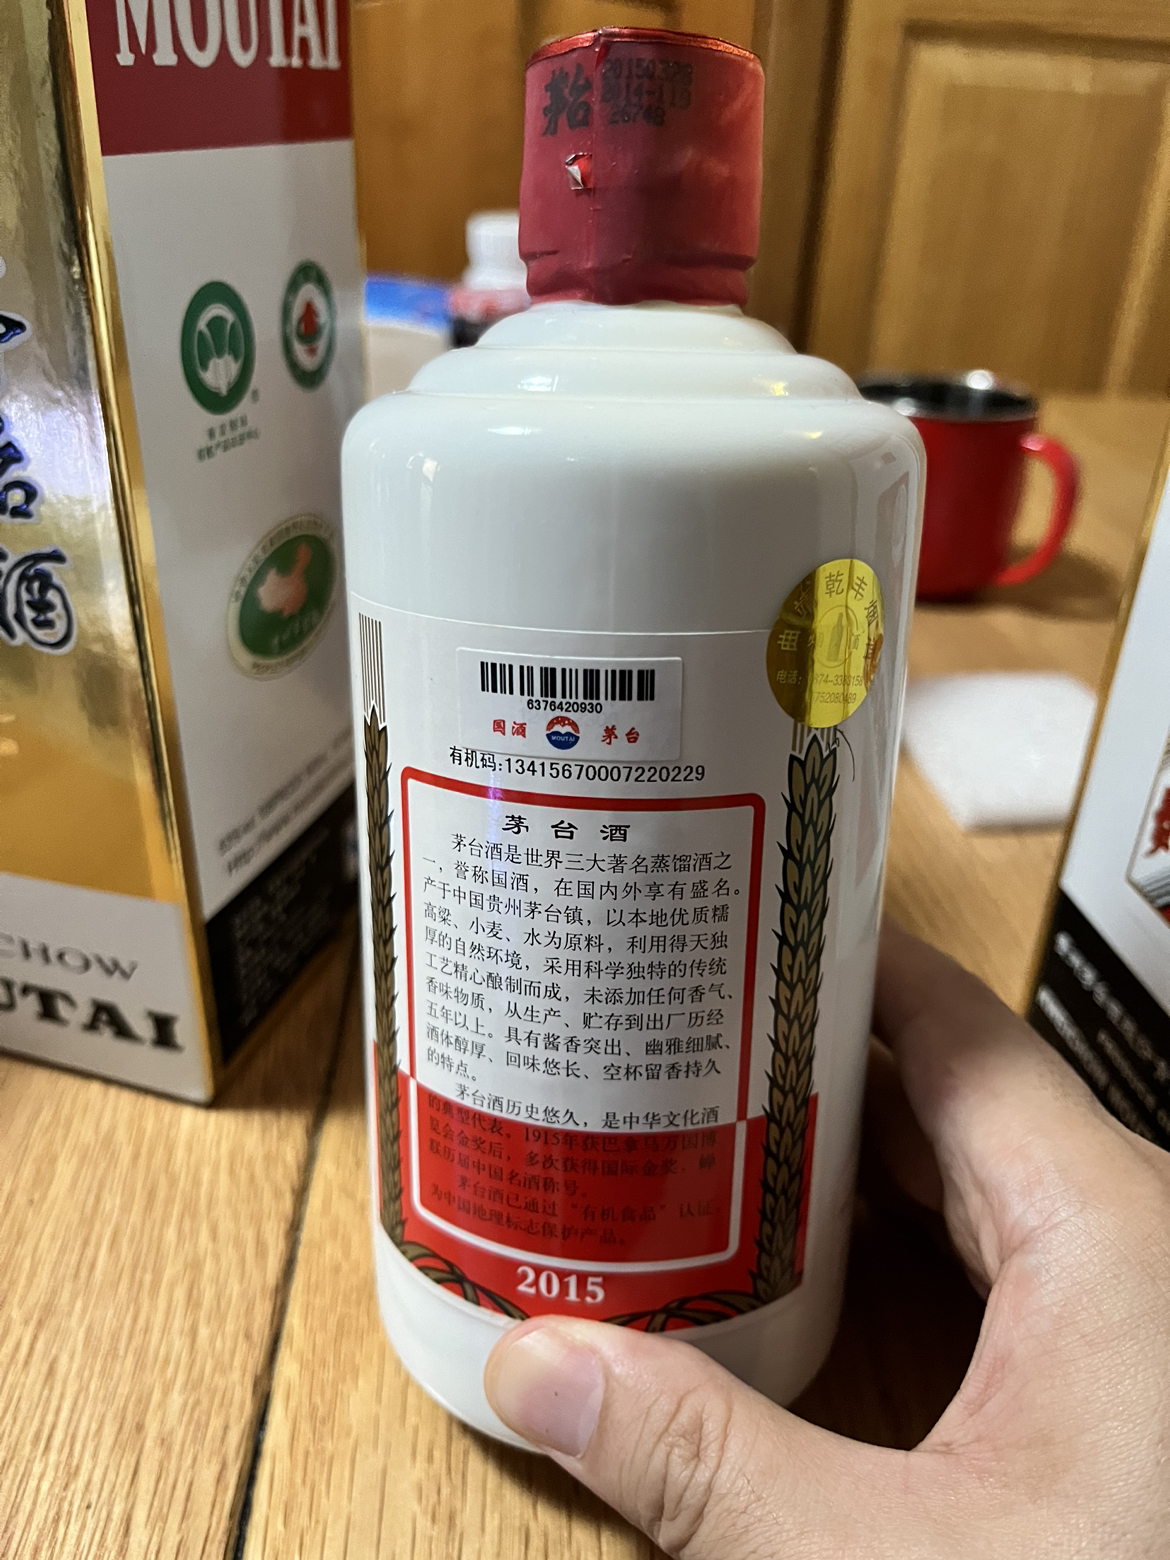 MOUTAI
酒
CHOW
UTAI
茅台
6376420930
国酒
MOUTAI
茅台
有机码:13415670007220229
茅台酒
茅台酒是世界三大著名蒸馏酒之
一，誉称国酒，在国内外享有盛名。
产于中国贵州茅台镇，以本地优质糯
高粱、小麦、水为原料，利用得天独
厚的自然环境，采用科学独特的传统
工艺精心酿制而成，未添加任何香气、
香味物质，从生产、贮存到出厂历经
五年以上。具有酱香突出、幽雅细腻、
酒体醇厚、回味悠长、空杯留香持久
的特点。
茅台酒历史悠久，是中华文化酒
的典型代表。1915年获巴拿马万国博
览会金奖后，多次获得国际金奖，蝉
联历届中国名酒称号。
茅台酒已通过“有机食品”认证。
为中国地理标志保护产品。
2015
乾丰
电话：